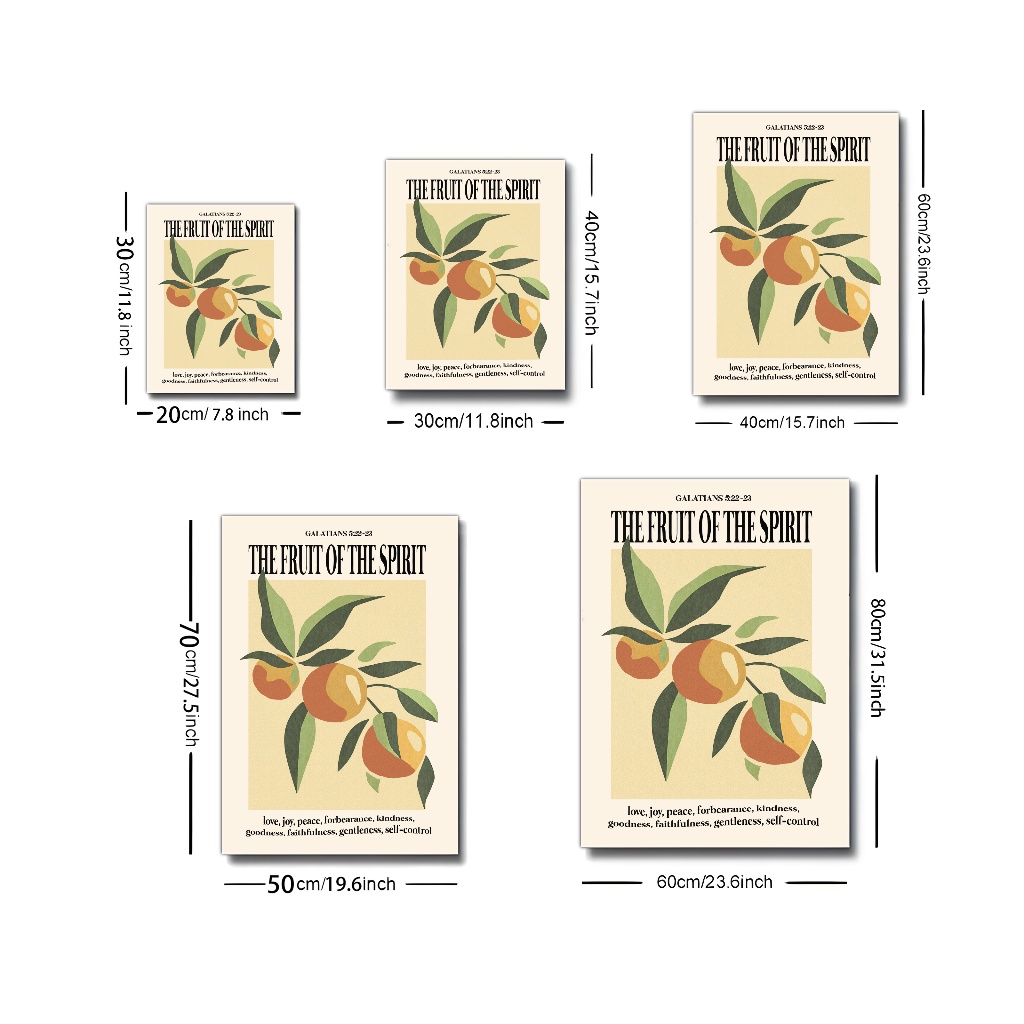 GALATIANS 5:22-23
THE FRUIT OF THE SPIRIT
love, joy, peace, forbearance, kindness,
goodness, faithfulness, gentleness, self-control
30cm/11.8 inch
20cm/ 7.8 inch
GALATIANS 5:22-23
THE FRUIT OF THE SPIRIT
love, joy, peace, forbearance, kindness,
goodness, faithfulness, gentleness, self-control
40cm/15.7inch
30cm/11.8inch
GALATIANS 5:22-23
THE FRUIT OF THE SPIRIT
love, joy, peace, forbearance, kindness,
goodness, faithfulness, gentleness, self-control
60cm/23.6inch
40cm/15.7inch
GALATIANS 5:22-23
THE FRUIT OF THE SPIRIT
love, joy, peace, forbearance, kindness,
goodness, faithfulness, gentleness, self-control
70cm/27.5inch
50cm/19.6inch
GALATIANS 5:22-23
THE FRUIT OF THE SPIRIT
love, joy, peace, forbearance, kindness,
goodness, faithfulness, gentleness, self-control
80cm/31.5inch
60cm/23.6inch